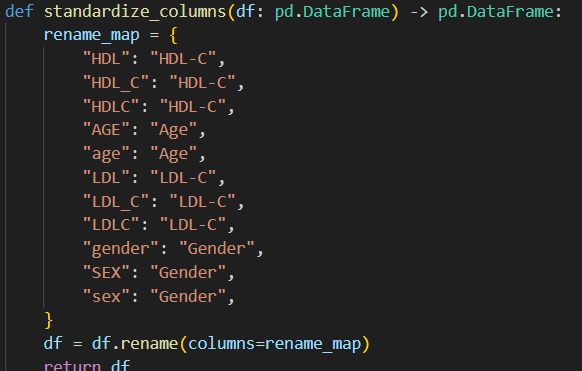 def standardize_columns(df: pd.DataFrame) -> pd.DataFrame:
    rename_map = {
        "HDL": "HDL-C",
        "HDL_C": "HDL-C",
        "HDLC": "HDL-C",
        "AGE": "Age",
        "age": "Age",
        "LDL": "LDL-C",
        "LDL_C": "LDL-C",
        "LDLC": "LDL-C",
        "gender": "Gender",
        "SEX": "Gender",
        "sex": "Gender",
    }
    df = df.rename(columns=rename_map)
    return df